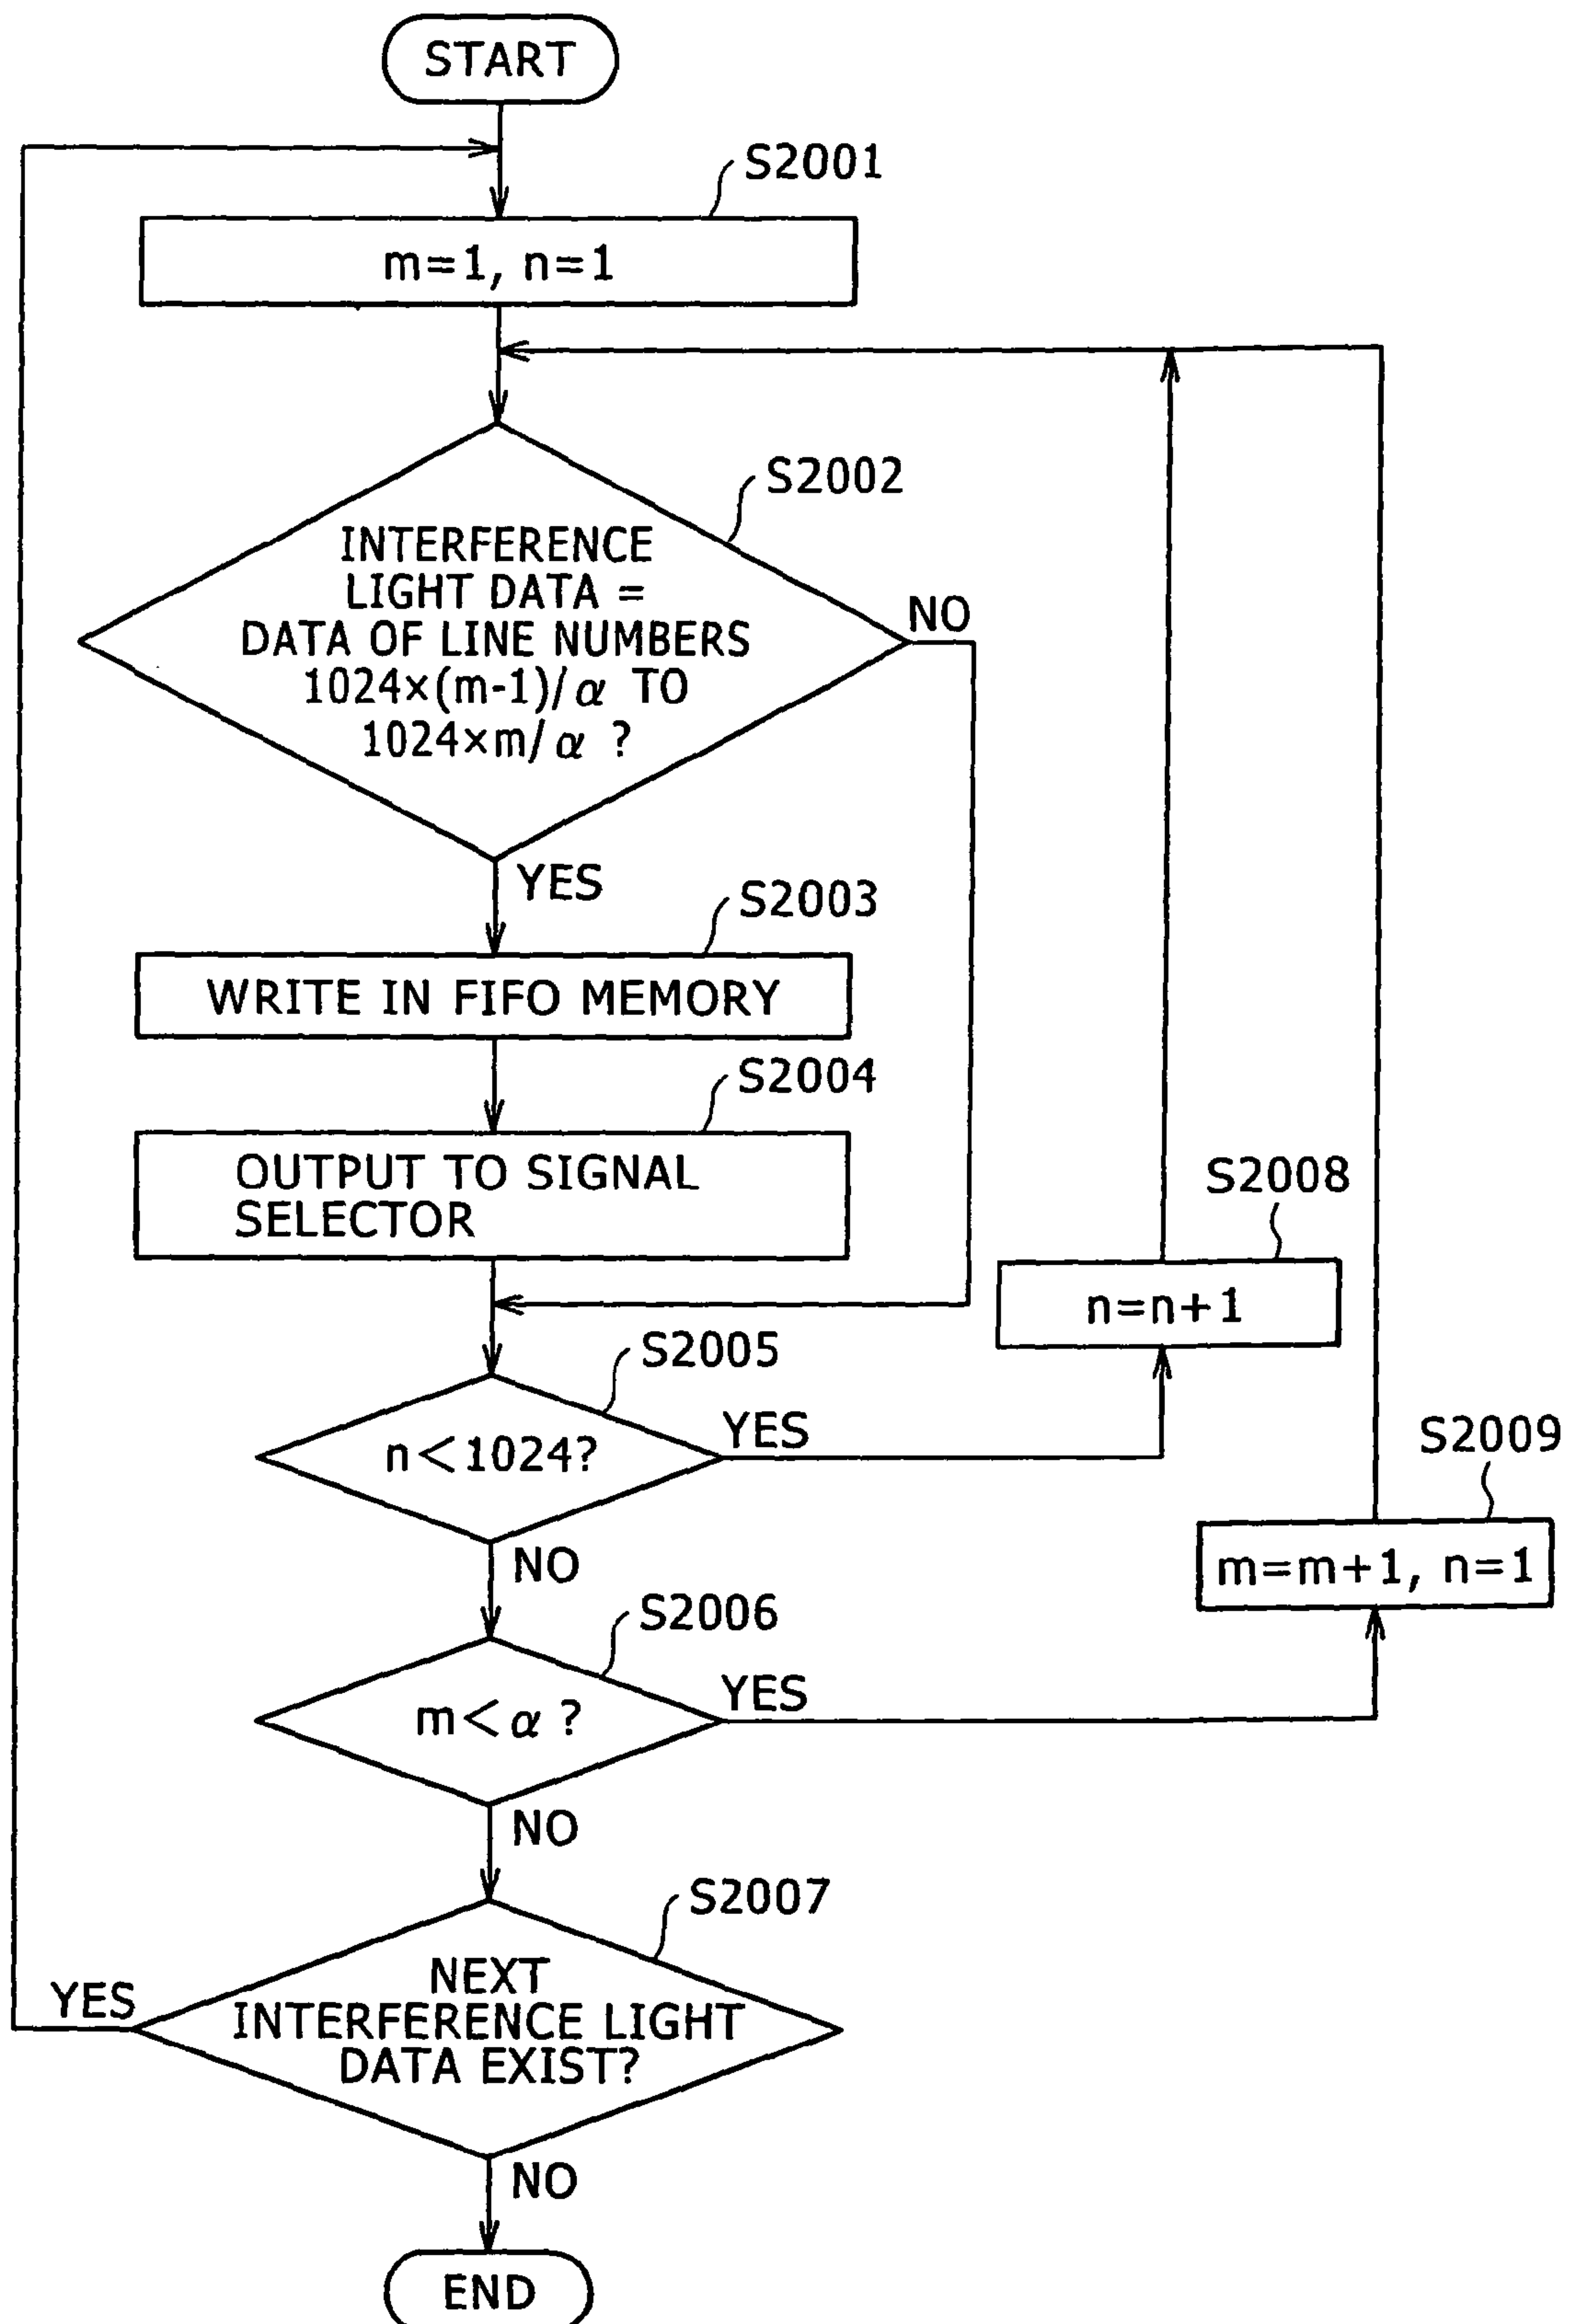 START
S2001
m=1, n=1
S2002
INTERFERENCE
LIGHT DATA =
DATA OF LINE NUMBERS
1024×(m-1)/α TO
1024×m/α ?
NO
YES
S2003
WRITE IN FIFO MEMORY
S2004
OUTPUT TO SIGNAL
SELECTOR
S2008
n=n+1
S2005
n<1024?
YES
NO
S2009
m=m+1, n=1
S2006
m<α ?
YES
NO
S2007
NEXT
INTERFERENCE LIGHT
DATA EXIST?
YES
NO
END